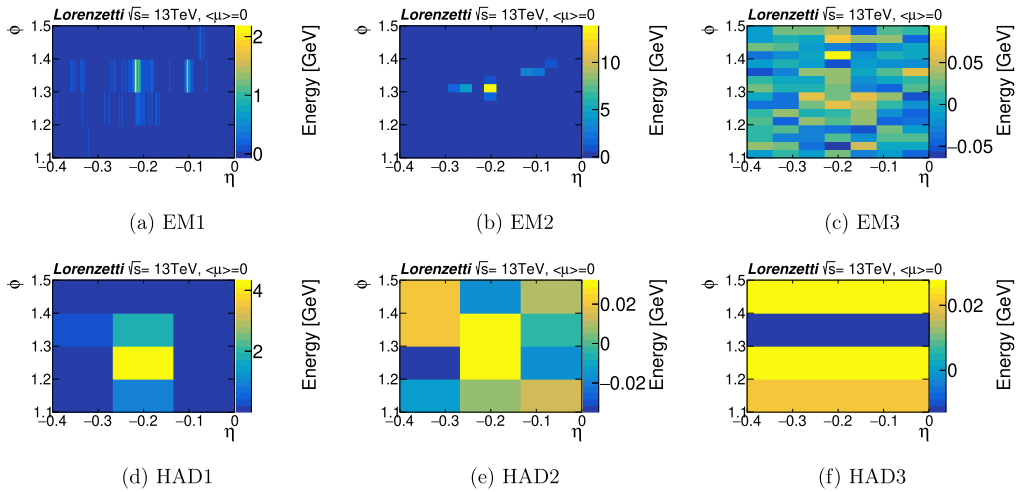 Lorenzetti √s= 13TeV, <μ>=0
ϕ
1.5
1.4
1.3
1.2
1.1
−0.4 −0.3 −0.2 −0.1 0
η
2
1
0
Energy [GeV]
(a) EM1
Lorenzetti √s= 13TeV, <μ>=0
ϕ
1.5
1.4
1.3
1.2
1.1
−0.4 −0.3 −0.2 −0.1 0
η
10
5
0
Energy [GeV]
(b) EM2
Lorenzetti √s= 13TeV, <μ>=0
ϕ
1.5
1.4
1.3
1.2
1.1
−0.4 −0.3 −0.2 −0.1 0
η
0.05
0
−0.05
Energy [GeV]
(c) EM3
Lorenzetti √s= 13TeV, <μ>=0
ϕ
1.5
1.4
1.3
1.2
1.1
−0.4 −0.3 −0.2 −0.1 0
η
4
2
Energy [GeV]
(d) HAD1
Lorenzetti √s= 13TeV, <μ>=0
ϕ
1.5
1.4
1.3
1.2
1.1
−0.4 −0.3 −0.2 −0.1 0
η
0.02
0
−0.02
Energy [GeV]
(e) HAD2
Lorenzetti √s= 13TeV, <μ>=0
ϕ
1.5
1.4
1.3
1.2
1.1
−0.4 −0.3 −0.2 −0.1 0
η
0.02
0
Energy [GeV]
(f) HAD3